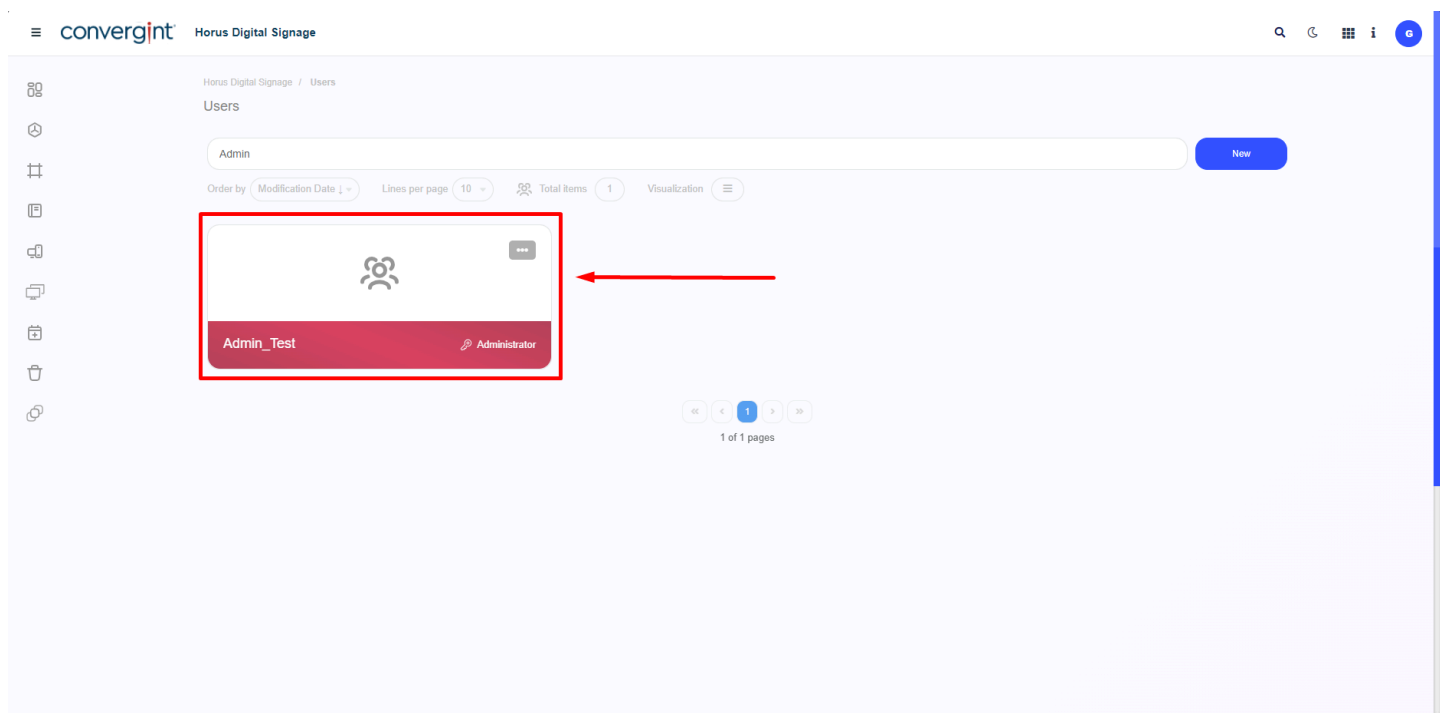 convergint Horus Digital Signage
G
Horus Digital Signage / Users
Users
Admin
New
Order by Modification Date ↓ Lines per page 10 Total items 1 Visualization
Admin_Test Administrator
« ‹ 1 › »
1 of 1 pages